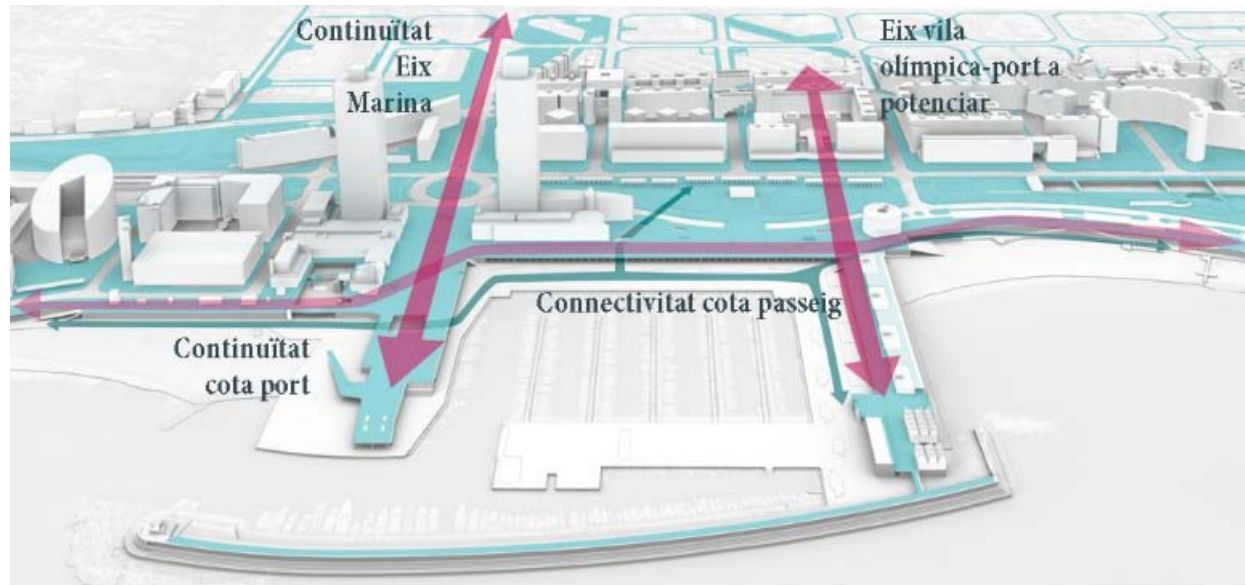 Continuïtat
Eix
Marina
Eix vila
olímpica-port a
potenciar
Connectivitat cota passeig
Continuïtat
cota port